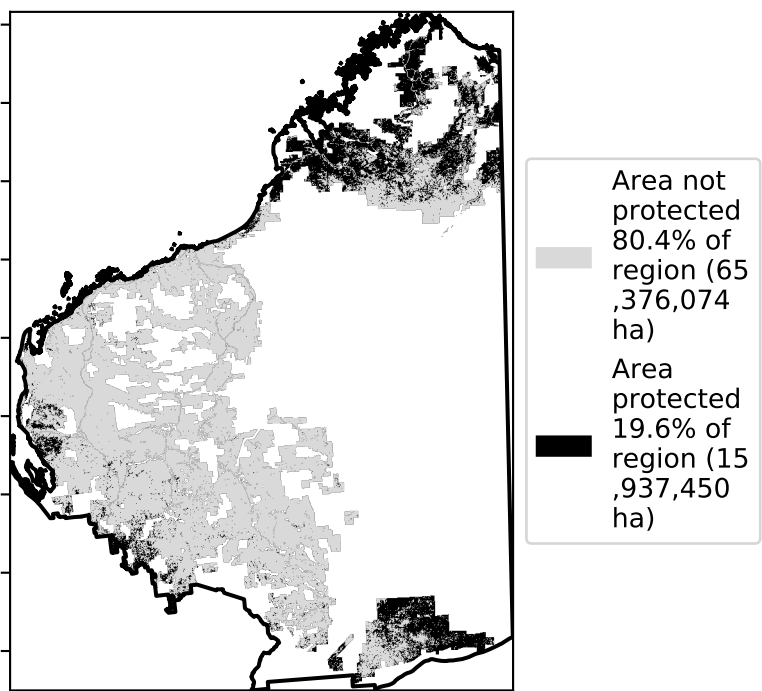 Area not
protected
80.4% of
region (65
,376,074
ha)
Area
protected
19.6% of
region (15
,937,450
ha)